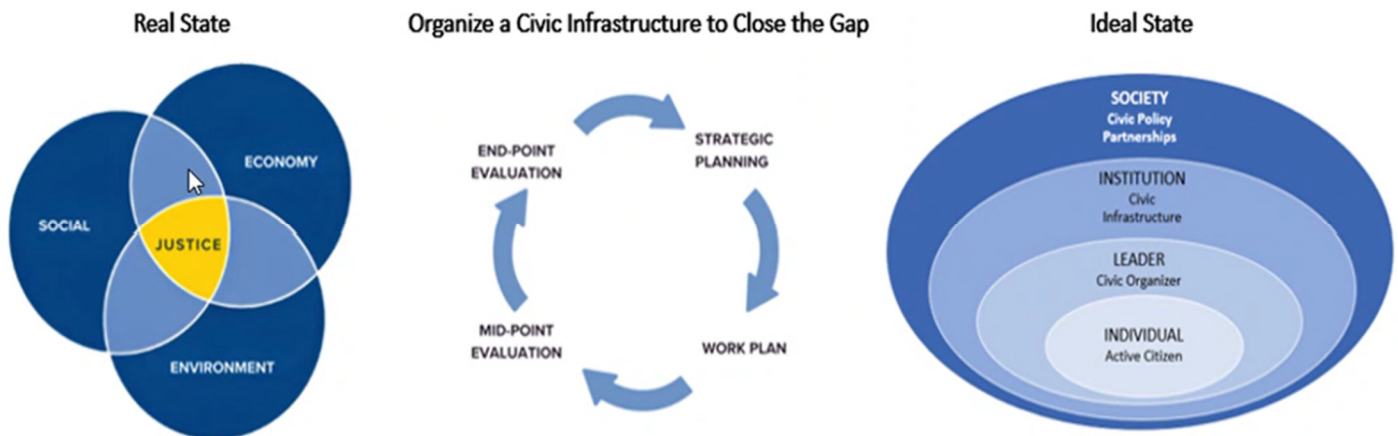 Real State
ECONOMY
SOCIAL
JUSTICE
ENVIRONMENT
Organize a Civic Infrastructure to Close the Gap
STRATEGIC
PLANNING
WORK PLAN
MID-POINT
EVALUATION
END-POINT
EVALUATION
Ideal State
SOCIETY
Civic Policy
Partnerships
INSTITUTION
Civic
Infrastructure
LEADER
Civic Organizer
INDIVIDUAL
Active Citizen